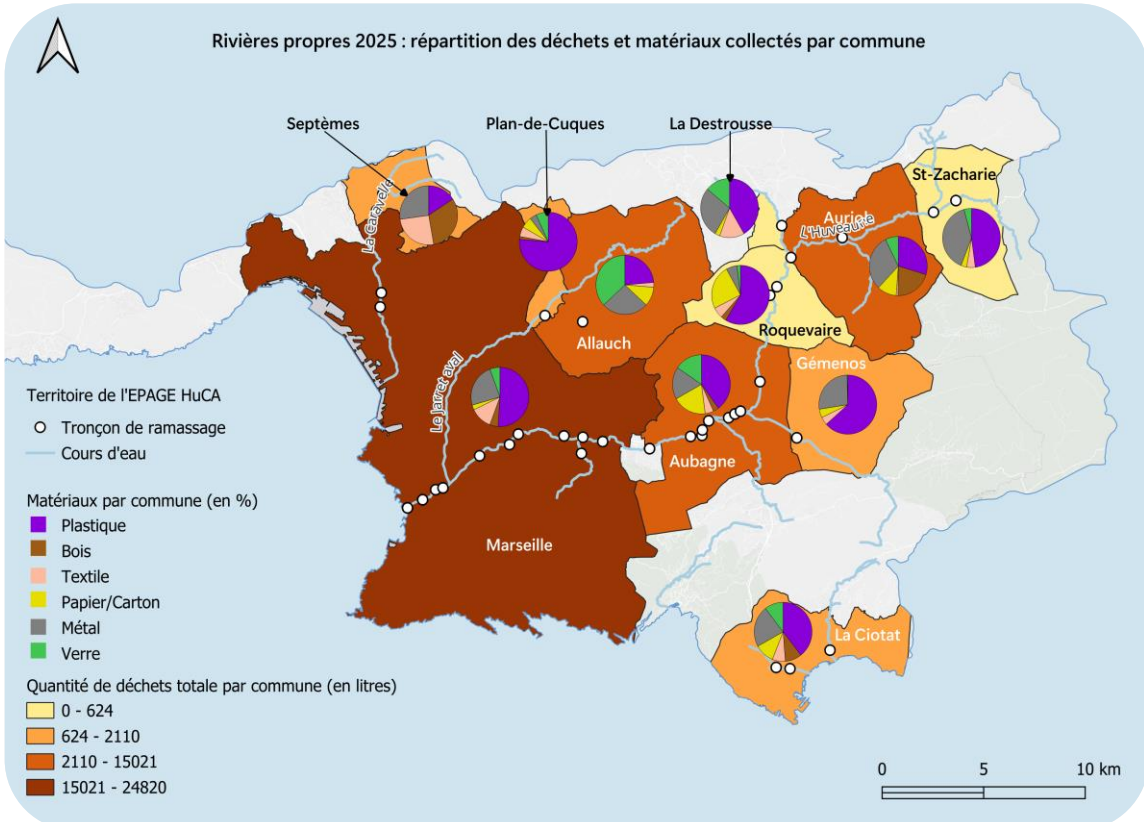 Rivières propres 2025 : répartition des déchets et matériaux collectés par commune
Septèmes
Plan-de-Cuques
La Destrousse
St-Zacharie
La Caravelle
Auriol
L'Huveaune
Allauch
Roquevaire
Gémenos
Le Jarret aval
Aubagne
Marseille
La Ciotat
Territoire de l'EPAGE HuCA
Tronçon de ramassage
Cours d'eau
Matériaux par commune (en %)
Plastique
Bois
Textile
Papier/Carton
Métal
Verre
Quantité de déchets totale par commune (en litres)
0 - 624
624 - 2110
2110 - 15021
15021 - 24820
0 5 10 km